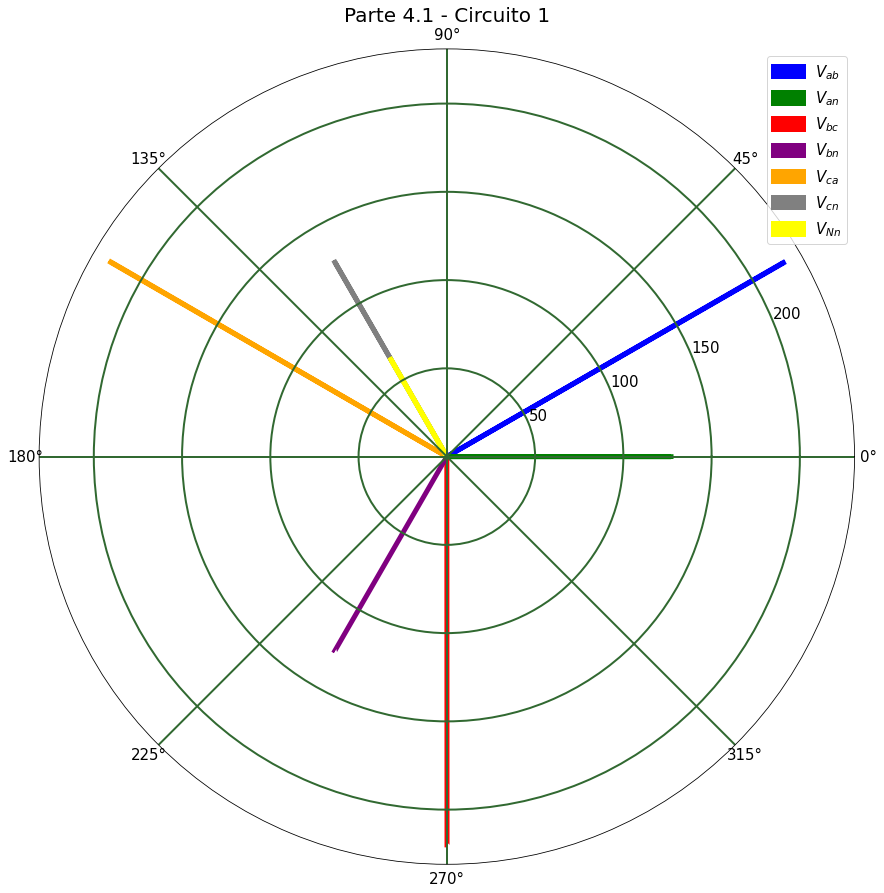 Parte 4.1 - Circuito 1
90°
V_ab
V_an
V_bc
V_bn
V_ca
V_cn
V_Nn
135°
45°
200
150
100
50
180°
0°
225°
315°
270°